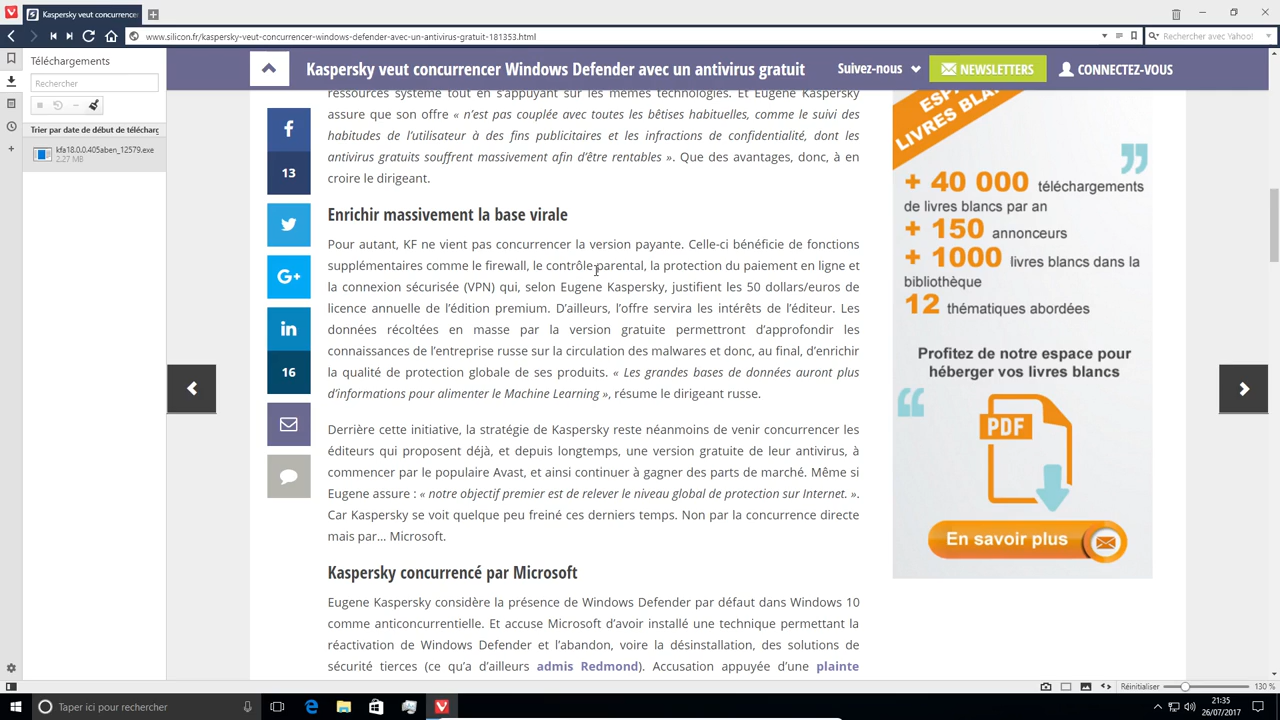 Kaspersky veut concurrencer
www.silicon.fr/kaspersky-veut-concurrencer-windows-defender-avec-un-antivirus-gratuit-181353.html
Rechercher avec Yahoo!
Téléchargements
Rechercher
Trier par date de début de téléchar
kfa18.0.0.405aben_12579.exe
2.27 MB
Kaspersky veut concurrencer Windows Defender avec un antivirus gratuit
Suivez-nous
NEWSLETTERS
CONNECTEZ-VOUS
13
16
ressources système tout en s'appuyant sur les mêmes technologies. Et Eugene Kaspersky
assure que son offre « n'est pas couplée avec toutes les bêtises habituelles, comme le suivi des
habitudes de l'utilisateur à des fins publicitaires et les infractions de confidentialité, dont les
antivirus gratuits souffrent massivement afin d'être rentables ». Que des avantages, donc, à en
croire le dirigeant.
Enrichir massivement la base virale
Pour autant, KF ne vient pas concurrencer la version payante. Celle-ci bénéficie de fonctions
supplémentaires comme le firewall, le contrôle parental, la protection du paiement en ligne et
la connexion sécurisée (VPN) qui, selon Eugene Kaspersky, justifient les 50 dollars/euros de
licence annuelle de l'édition premium. D'ailleurs, l'offre servira les intérêts de l'éditeur. Les
données récoltées en masse par la version gratuite permettront d'approfondir les
connaissances de l'entreprise russe sur la circulation des malwares et donc, au final, d'enrichir
la qualité de protection globale de ses produits. « Les grandes bases de données auront plus
d'informations pour alimenter le Machine Learning », résume le dirigeant russe.
Derrière cette initiative, la stratégie de Kaspersky reste néanmoins de venir concurrencer les
éditeurs qui proposent déjà, et depuis longtemps, une version gratuite de leur antivirus, à
commencer par le populaire Avast, et ainsi continuer à gagner des parts de marché. Même si
Eugene assure : « notre objectif premier est de relever le niveau global de protection sur Internet. ».
Car Kaspersky se voit quelque peu freiné ces derniers temps. Non par la concurrence directe
mais par… Microsoft.
Kaspersky concurrencé par Microsoft
Eugene Kaspersky considère la présence de Windows Defender par défaut dans Windows 10
comme anticoncurrentielle. Et accuse Microsoft d'avoir installé une technique permettant la
réactivation de Windows Defender et l'abandon, voire la désinstallation, des solutions de
sécurité tierces (ce qu'a d'ailleurs admis Redmond). Accusation appuyée d'une plainte
LIVRES BLANCS
+ 40 000 téléchargements
de livres blancs par an
+ 150 annonceurs
+ 1000 livres blancs dans la
bibliothèque
12 thématiques abordées
Profitez de notre espace pour
héberger vos livres blancs
PDF
En savoir plus
Réinitialiser
130 %
Taper ici pour rechercher
21:35
26/07/2017